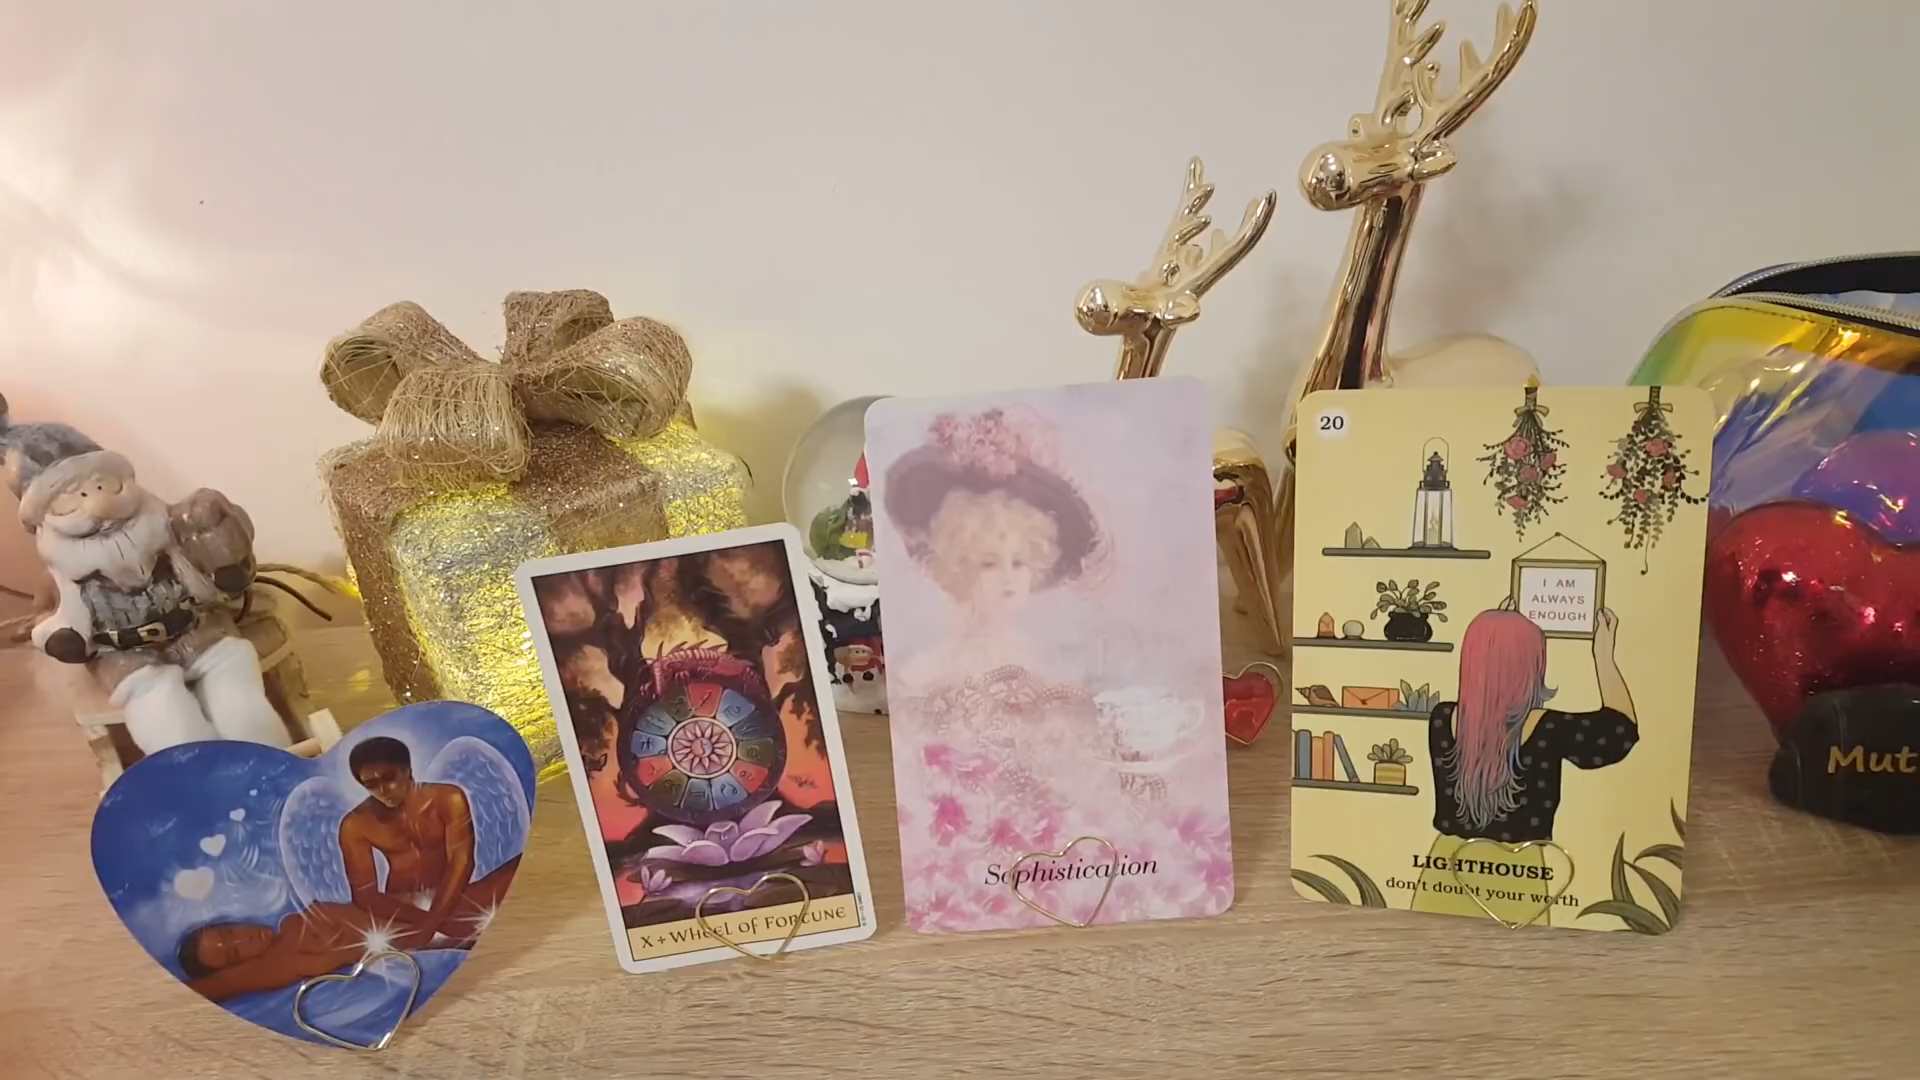 X + WHEEL OF FORTUNE
Sophistication
20
I AM
ALWAYS
ENOUGH
LIGHTHOUSE
don't doubt your worth
Mut